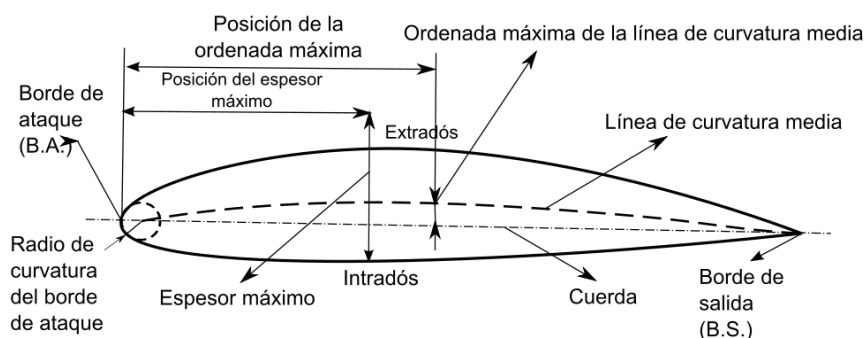 Posición de la
ordenada máxima
Ordenada máxima de la línea de curvatura media
Posición del espesor
máximo
Borde de
ataque
(B.A.)
Extradós
Línea de curvatura media
Radio de
curvatura
del borde
de ataque
Espesor máximo
Intradós
Cuerda
Borde de
salida
(B.S.)